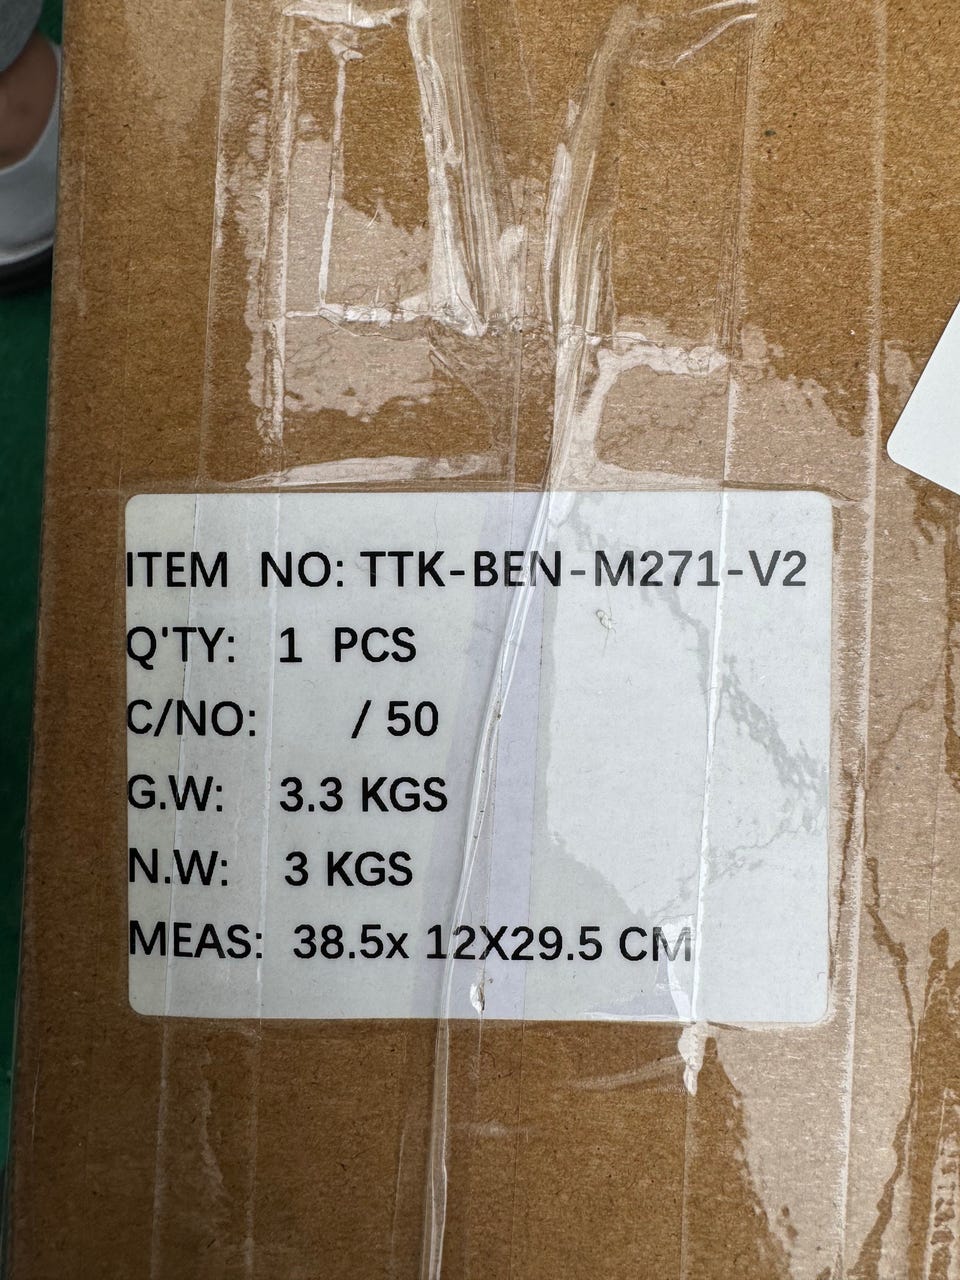 ITEM NO: TTK-BEN-M271-V2
Q'TY: 1 PCS
C/NO: / 50
G.W: 3.3 KGS
N.W: 3 KGS
MEAS: 38.5x 12X29.5 CM